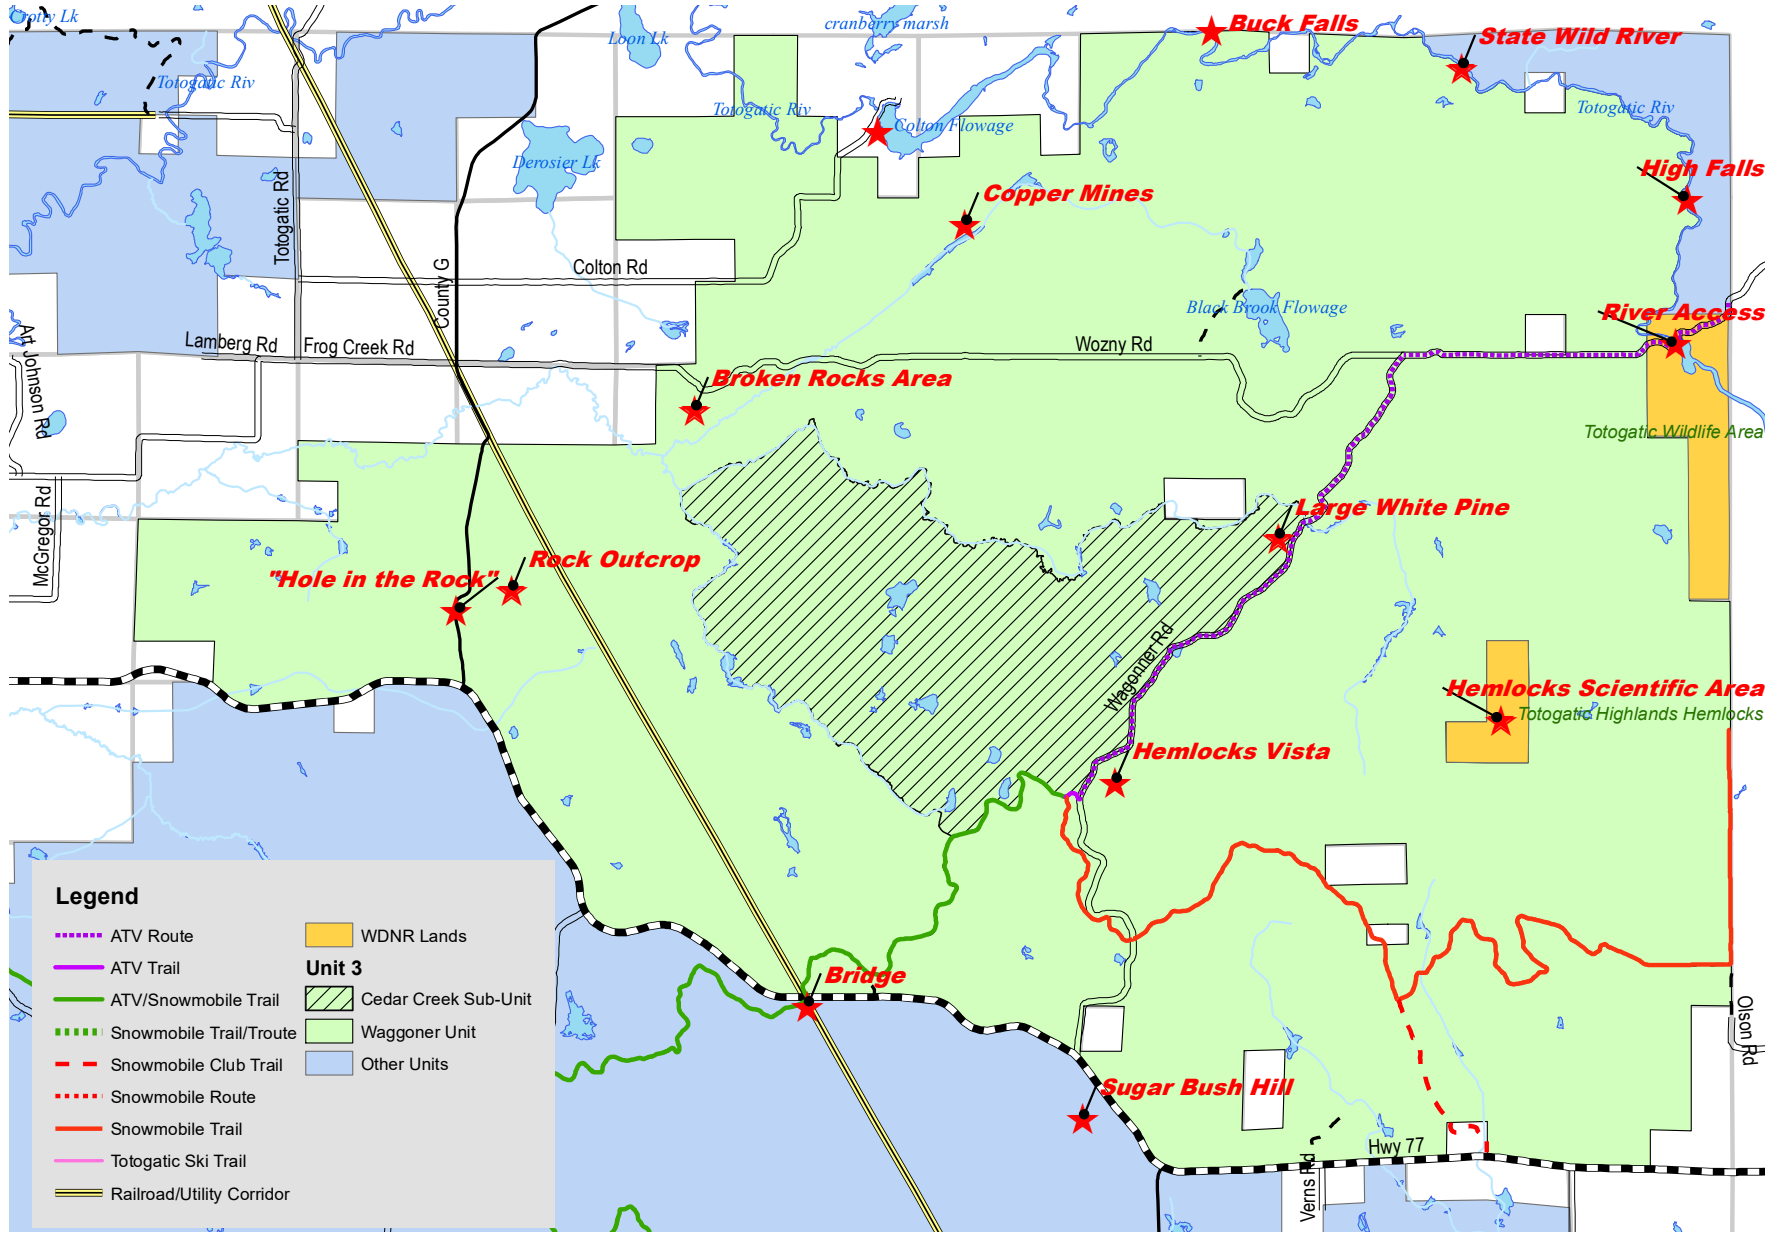 Crotty Lk
Loon Lk
cranberry marsh
Buck Falls
State Wild River
Totogatic Riv
Totogatic Riv
Totogatic Riv
Colton Flowage
Derosier Lk
High Falls
Copper Mines
Totogatic Rd
County G
Colton Rd
Black Brook Flowage
River Access
Art Johnson Rd
Lamberg Rd
Frog Creek Rd
Wozny Rd
Broken Rocks Area
Totogatic Wildlife Area
McGregor Rd
Large White Pine
Rock Outcrop
"Hole in the Rock"
Wagonner Rd
Hemlocks Scientific Area
Totogatic Highlands Hemlocks
Hemlocks Vista
Bridge
Olson Rd
Sugar Bush Hill
Hwy 77
Verns Rd
Legend
ATV Route
ATV Trail
ATV/Snowmobile Trail
Snowmobile Trail/Troute
Snowmobile Club Trail
Snowmobile Route
Snowmobile Trail
Totogatic Ski Trail
Railroad/Utility Corridor
WDNR Lands
Unit 3
Cedar Creek Sub-Unit
Waggoner Unit
Other Units